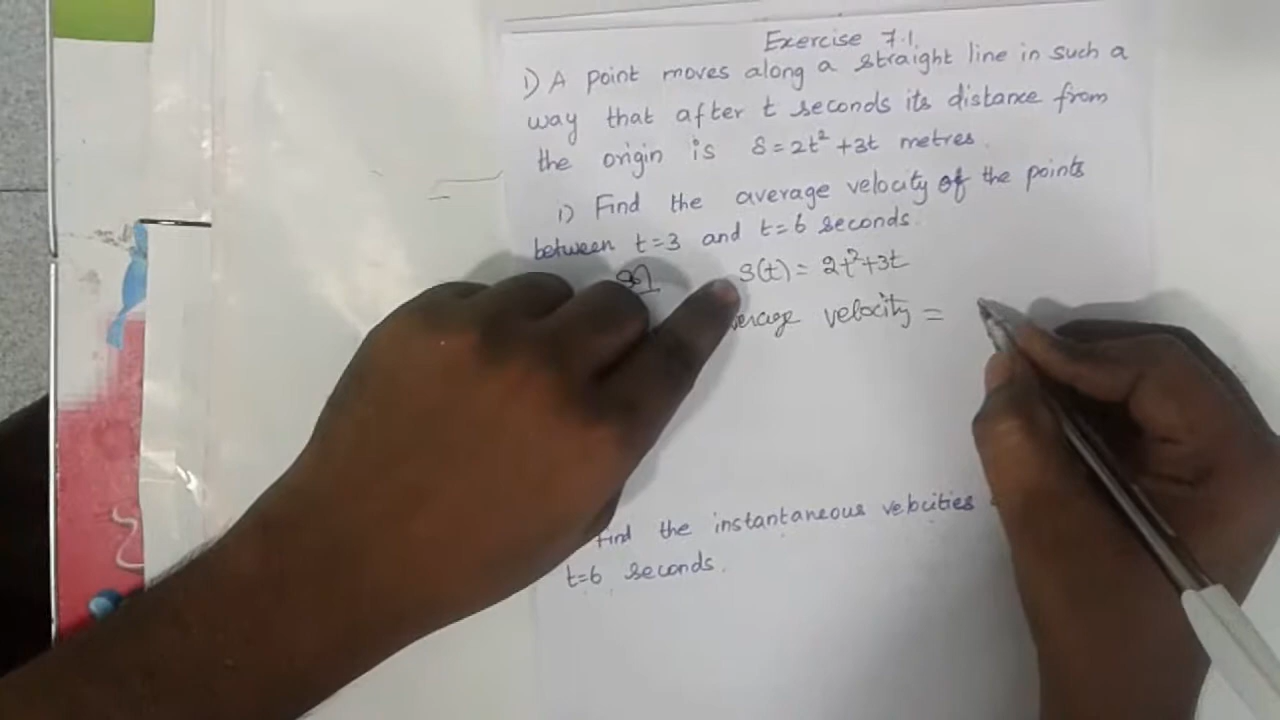 Exercise 7.1.
1) A point moves along a straight line in such a
way that after t seconds its distance from
the origin is s = 2t² + 3t metres.
i) Find the average velocity of the points
between t=3 and t=6 seconds.
S(t) = 2t²+3t
velocity =
find the instantaneous velocities
t=6 seconds.